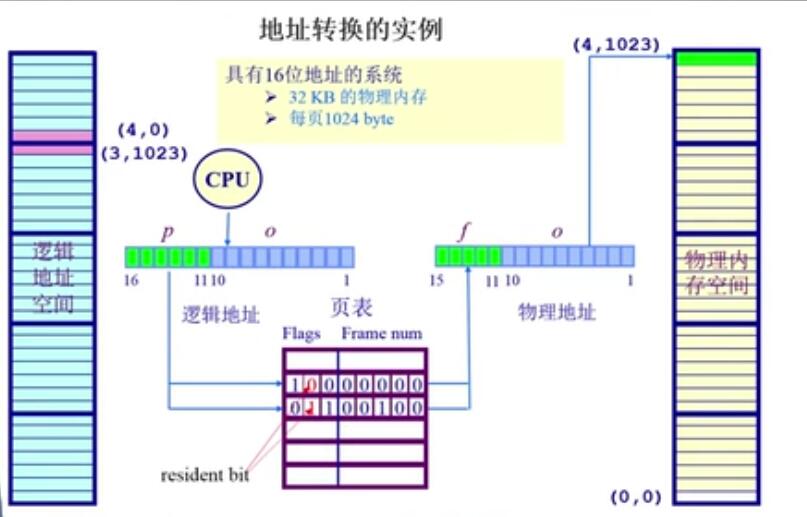 地址转换的实例
(4,1023)
具有16位地址的系统
➢ 32 KB 的物理内存
➢ 每页1024 byte
(4,0)
(3,1023)
CPU
p o
f o
逻辑
地址
空间
物理内
存空间
16 11 10 1
15 11 10 1
逻辑地址
页表
物理地址
Flags Frame num
1 0 0 0 0 0 0 0
0 1 1 0 0 1 0 0
resident bit
(0,0)